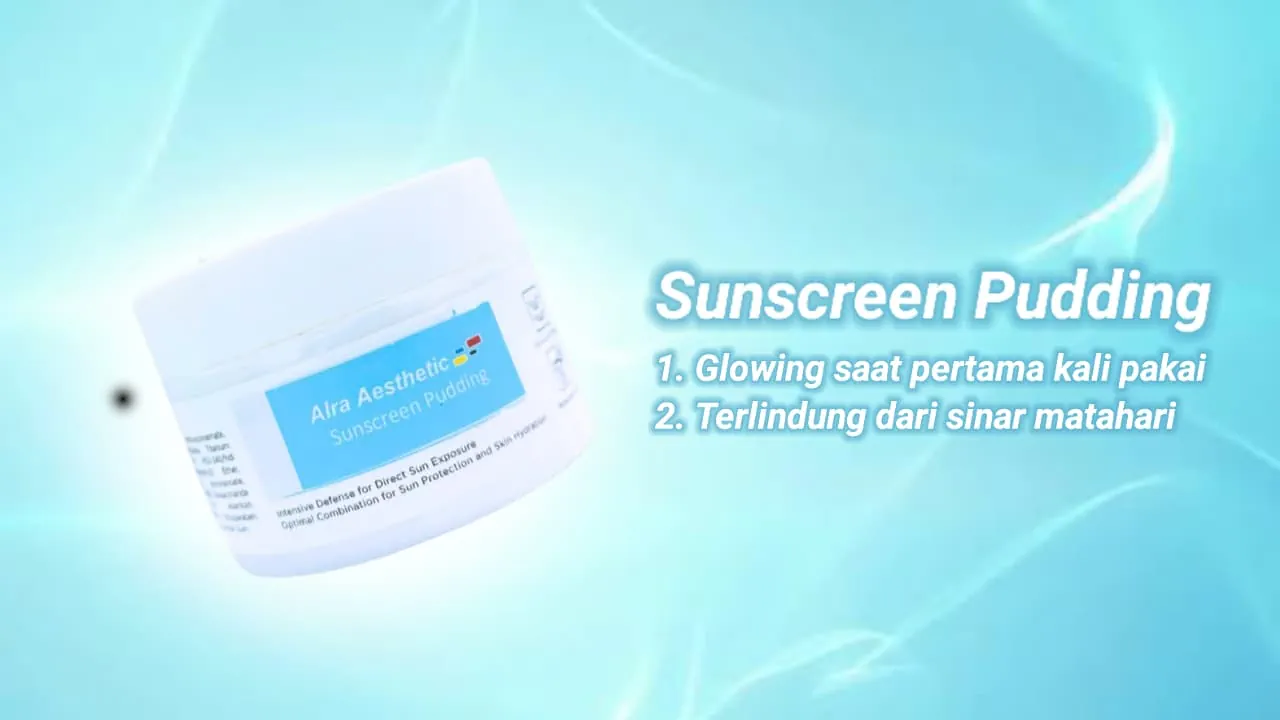 Sunscreen Pudding
1. Glowing saat pertama kali pakai
2. Terlindung dari sinar matahari
Alra Aesthetic
Sunscreen Pudding
Intensive Defense for Direct Sun Exposure
Optimal Combination for Sun Protection and Skin Hydration